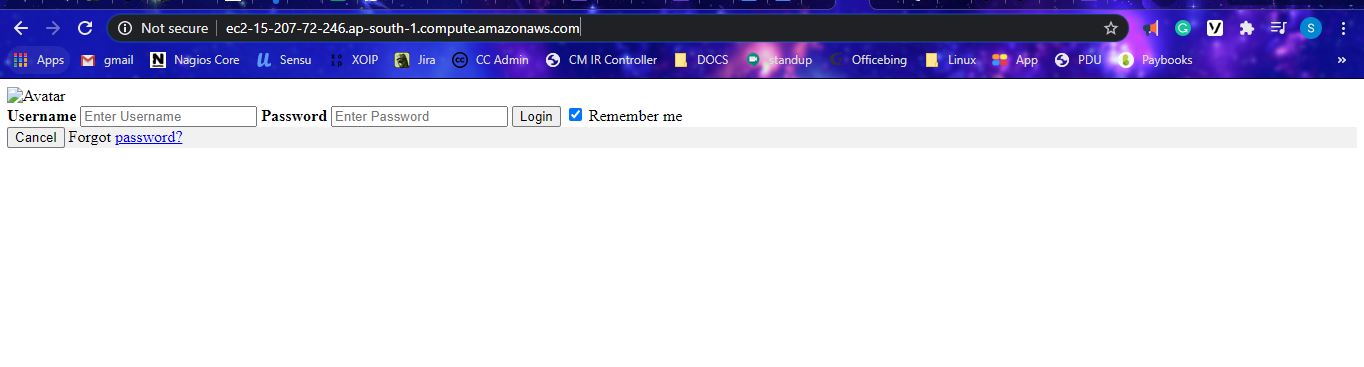 Not secure ec2-15-207-72-246.ap-south-1.compute.amazonaws.com S
Apps gmail Nagios Core Sensu XOIP Jira CC Admin CM IR Controller DOCS standup Officebing Linux App PDU Paybooks »
Avatar
Username Enter Username Password Enter Password Login Remember me
Cancel Forgot password?